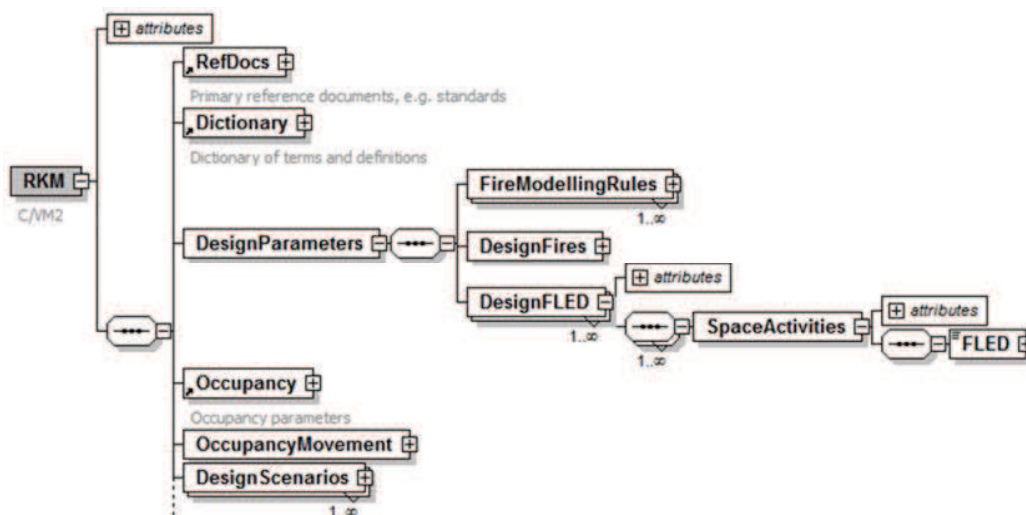 attributes
RefDocs
Primary reference documents, e.g. standards
Dictionary
Dictionary of terms and definitions
RKM
C/VM2
FireModellingRules
1..∞
DesignParameters
DesignFires
attributes
DesignFLED
1..∞
attributes
SpaceActivities
1..∞
FLED
Occupancy
Occupancy parameters
OccupancyMovement
DesignScenarios
1..∞